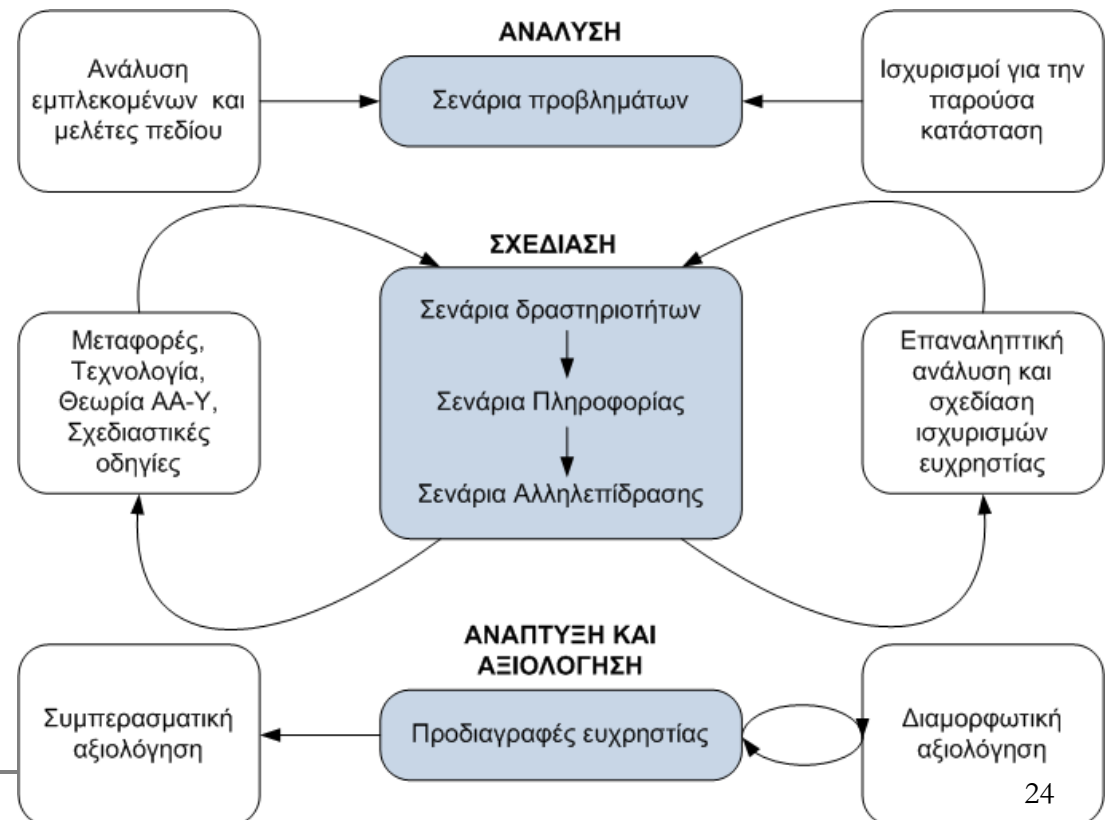 ΑΝΑΛΥΣΗ
Ανάλυση
εμπλεκομένων και
μελέτες πεδίου
Σενάρια προβλημάτων
Ισχυρισμοί για την
παρούσα
κατάσταση
ΣΧΕΔΙΑΣΗ
Μεταφορές,
Τεχνολογία,
Θεωρία ΑΑ-Υ,
Σχεδιαστικές
οδηγίες
Σενάρια δραστηριοτήτων
Σενάρια Πληροφορίας
Σενάρια Αλληλεπίδρασης
Επαναληπτική
ανάλυση και
σχεδίαση
ισχυρισμών
ευχρηστίας
ΑΝΑΠΤΥΞΗ ΚΑΙ
ΑΞΙΟΛΟΓΗΣΗ
Συμπερασματική
αξιολόγηση
Προδιαγραφές ευχρηστίας
Διαμορφωτική
αξιολόγηση
24